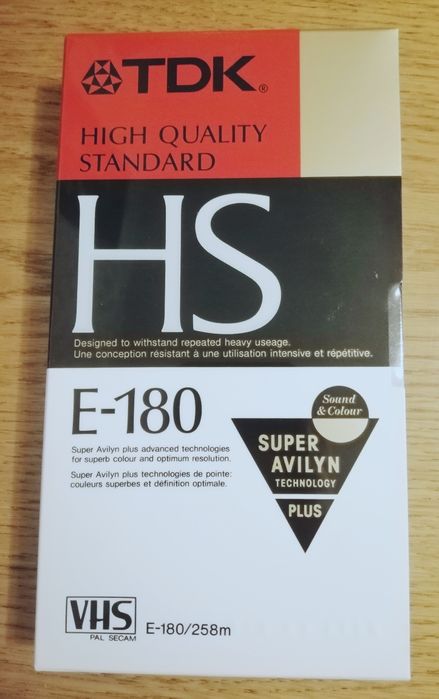 TDK®
HIGH QUALITY
STANDARD
HS
Designed to withstand repeated heavy useage.
Une conception résistant à une utilisation intensive et répétitive.
E-180
Super Avilyn plus advanced technologies
for superb colour and optimum resolution.
Super Avilyn plus technologies de pointe:
couleurs superbes et définition optimale.
Sound
& Colour
SUPER
AVILYN
TECHNOLOGY
PLUS
VHS
PAL SECAM
E-180/258m